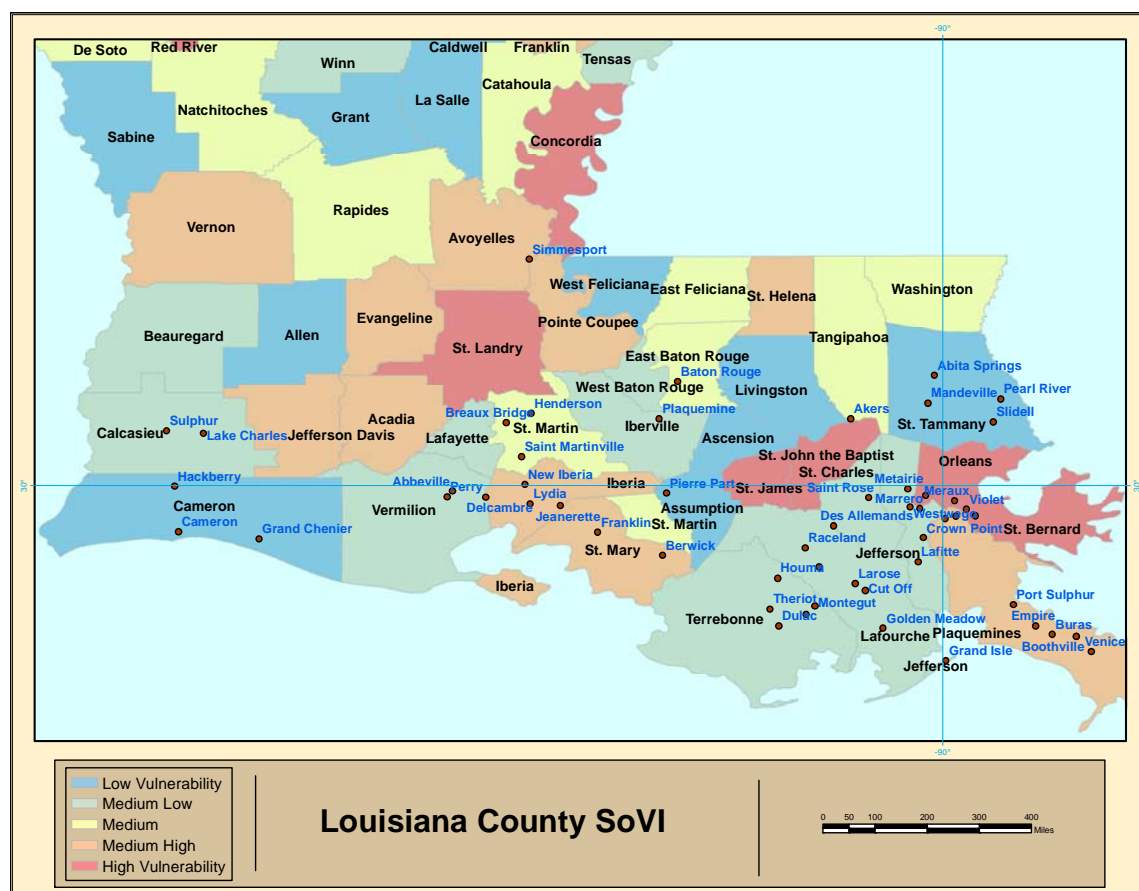 -90°
Red River
Caldwell
Franklin
De Soto
Tensas
Winn
Catahoula
La Salle
Natchitoches
Grant
Sabine
Concordia
Rapides
Vernon
Avoyelles
Simmesport
West Feliciana
East Feliciana
Washington
St. Helena
Evangeline
Pointe Coupee
Beauregard
Allen
Tangipahoa
St. Landry
East Baton Rouge
Abita Springs
Baton Rouge
West Baton Rouge
Livingston
Pearl River
Mandeville
Henderson
Breaux Bridge
Slidell
Acadia
Plaquemine
Akers
Sulphur
St. Martin
Iberville
St. Tammany
Calcasieu
Lake Charles
Jefferson Davis
Lafayette
Ascension
Saint Martinville
St. John the Baptist
Orleans
St. Charles
Hackberry
New Iberia
Metairie
30°
Abbeville
Perry
Iberia
Pierre Part
St. James
Saint Rose
Meraux
30°
Cameron
Lydia
Marrero
Violet
Vermilion
Delcambre
Assumption
Westwego
Jeanerette
Cameron
Franklin
St. Martin
Des Allemands
Crown Point
St. Bernard
Grand Chenier
Raceland
St. Mary
Berwick
Jefferson
Lafitte
Houma
Iberia
Larose
Cut Off
Theriot
Montegut
Port Sulphur
Terrebonne
Dulac
Golden Meadow
Empire
Lafourche
Plaquemines
Buras
Boothville
Venice
Grand Isle
Jefferson
-90°
Low Vulnerability
Medium Low
Medium
Medium High
High Vulnerability
Louisiana County SoVI
0 50 100 200 300 400
Miles